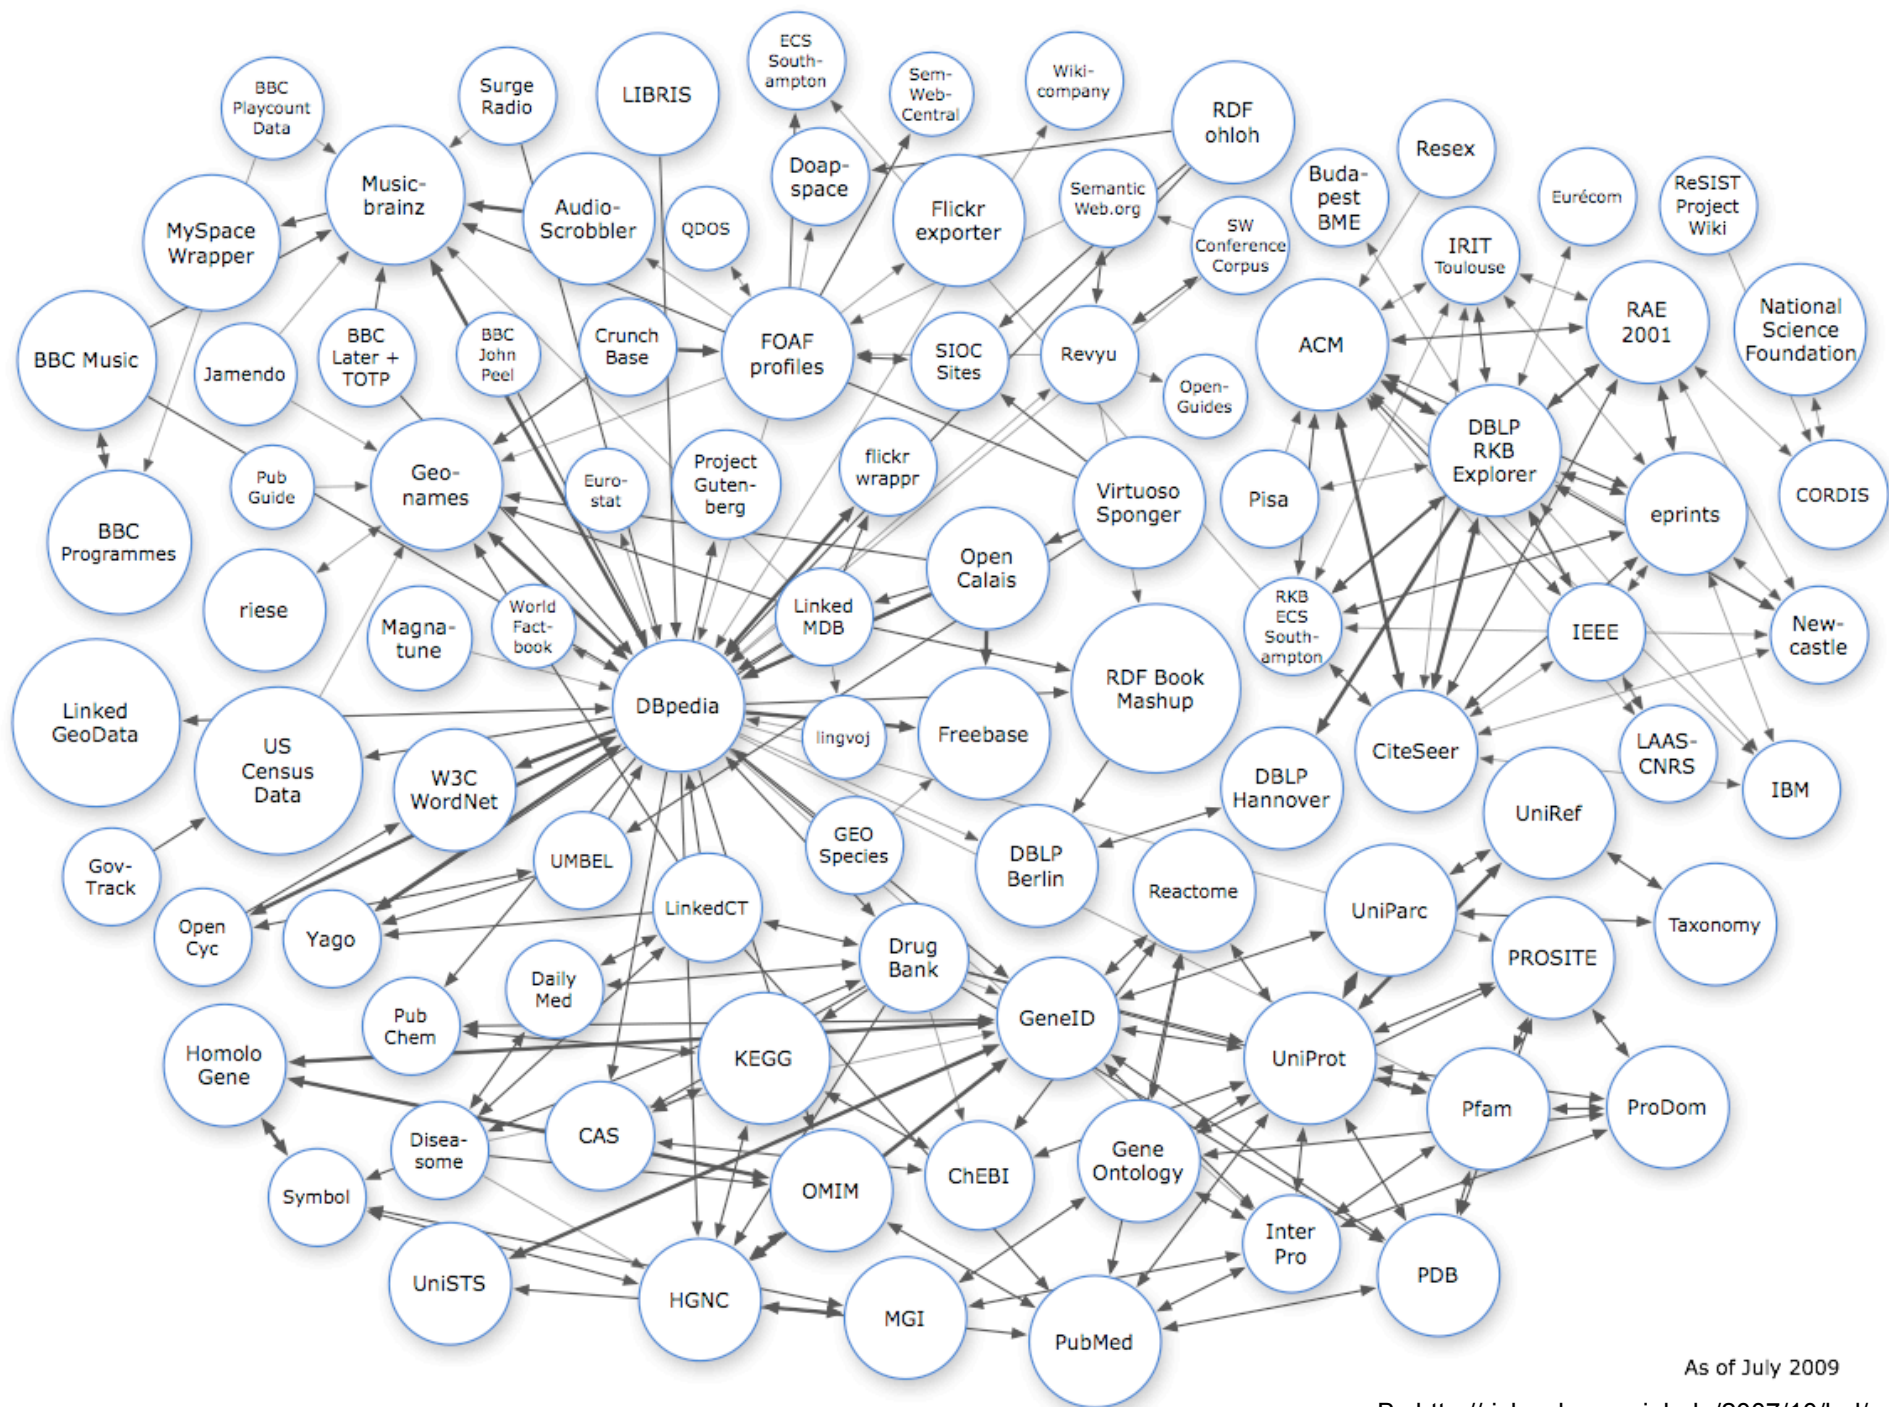 BBC
Playcount
Data
Surge
Radio
LIBRIS
ECS
South-
ampton
Sem-
Web-
Central
Wiki-
company
RDF
ohloh
Resex
Music-
brainz
Audio-
Scrobbler
QDOS
Doap-
space
Flickr
exporter
Semantic
Web.org
SW
Conference
Corpus
Buda-
pest
BME
IRIT
Toulouse
Eurécom
ReSIST
Project
Wiki
MySpace
Wrapper
BBC Music
Jamendo
BBC
Later +
TOTP
BBC
John
Peel
Crunch
Base
FOAF
profiles
SIOC
Sites
Revyu
Open-
Guides
ACM
RAE
2001
National
Science
Foundation
BBC
Programmes
Pub
Guide
Geo-
names
Euro-
stat
Project
Guten-
berg
flickr
wrappr
Virtuoso
Sponger
Pisa
DBLP
RKB
Explorer
eprints
CORDIS
riese
Magna-
tune
World
Fact-
book
Linked
MDB
Open
Calais
RKB
ECS
South-
ampton
IEEE
New-
castle
Linked
GeoData
US
Census
Data
W3C
WordNet
DBpedia
lingvoj
Freebase
RDF Book
Mashup
DBLP
Hannover
CiteSeer
LAAS-
CNRS
IBM
Gov-
Track
Open
Cyc
Yago
UMBEL
LinkedCT
GEO
Species
DBLP
Berlin
Reactome
UniParc
UniRef
PROSITE
Taxonomy
Homolo
Gene
Pub
Chem
Daily
Med
KEGG
Drug
Bank
GeneID
UniProt
Pfam
ProDom
Symbol
Disea-
some
CAS
OMIM
ChEBI
Gene
Ontology
Inter
Pro
PDB
UniSTS
HGNC
MGI
PubMed
As of July 2009